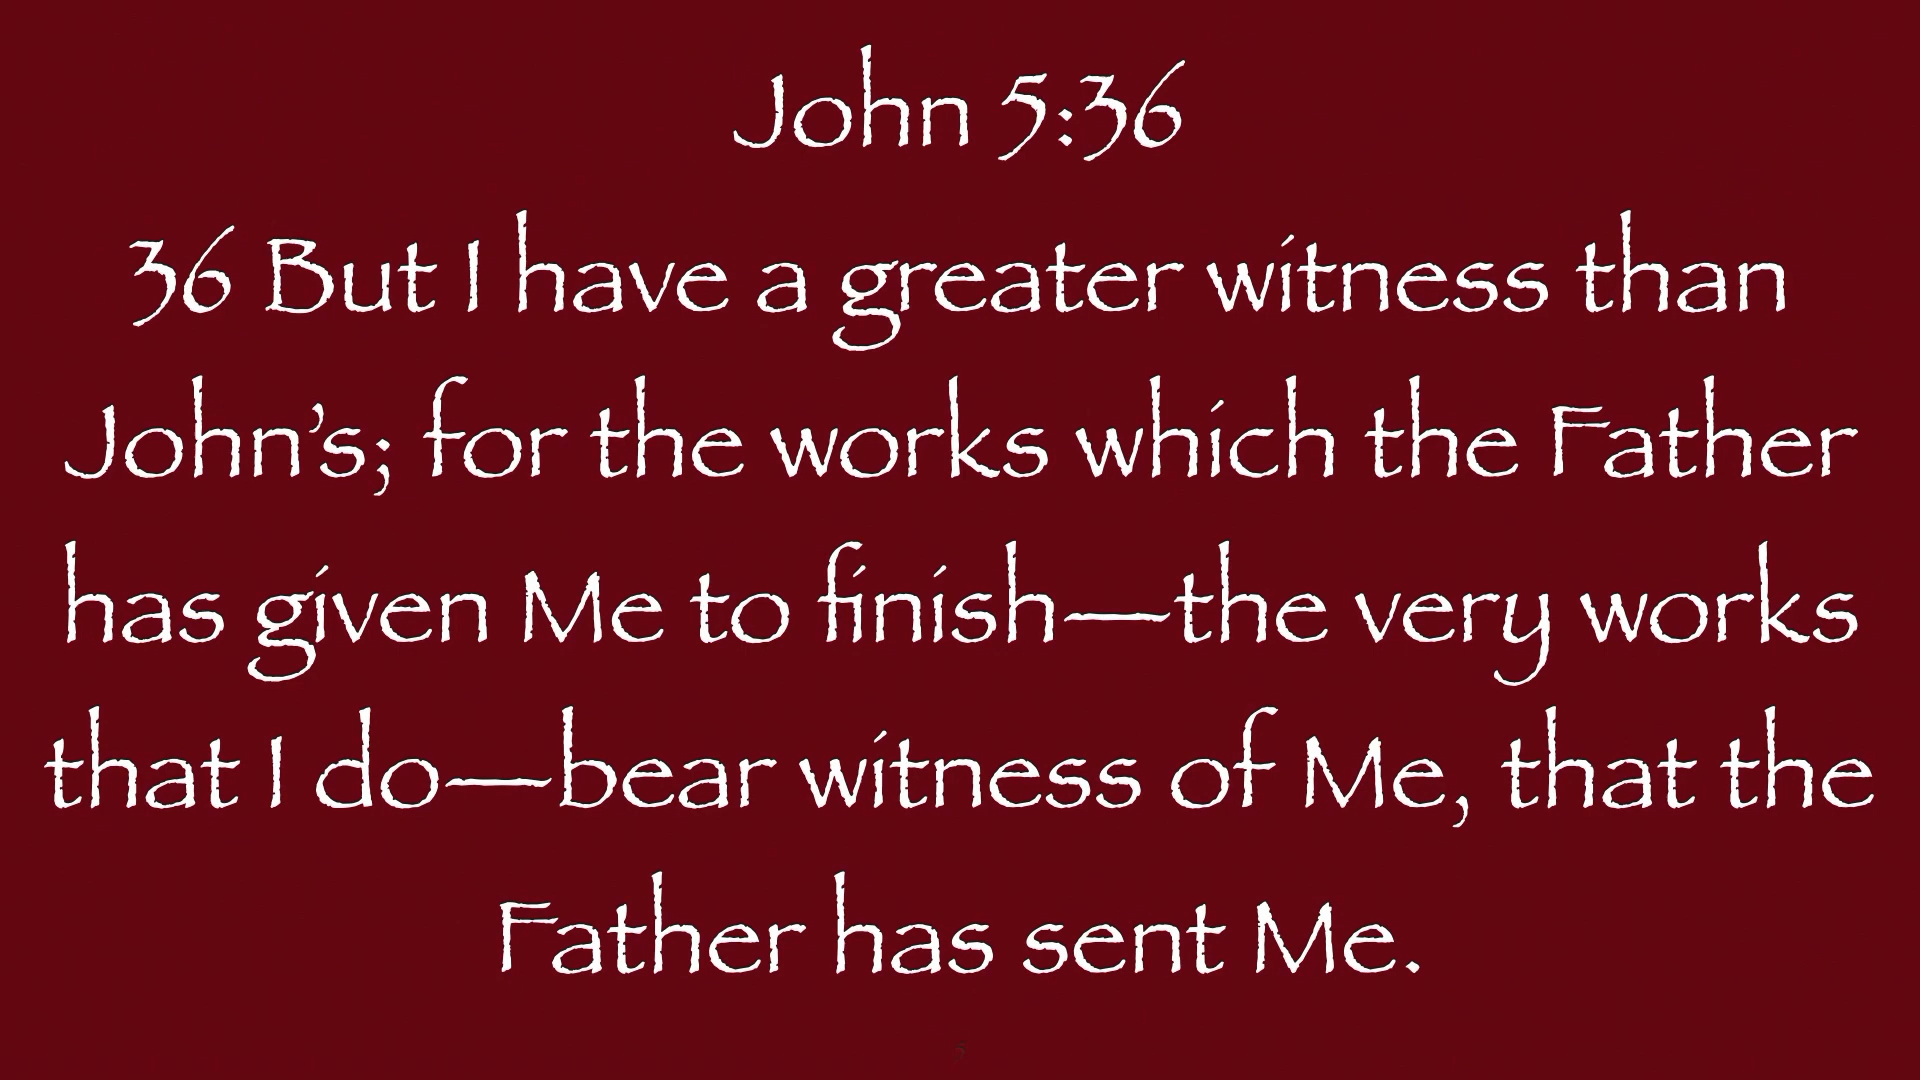 John 5:36
36 But I have a greater witness than
John’s; for the works which the Father
has given Me to finish—the very works
that I do—bear witness of Me, that the
Father has sent Me.
5